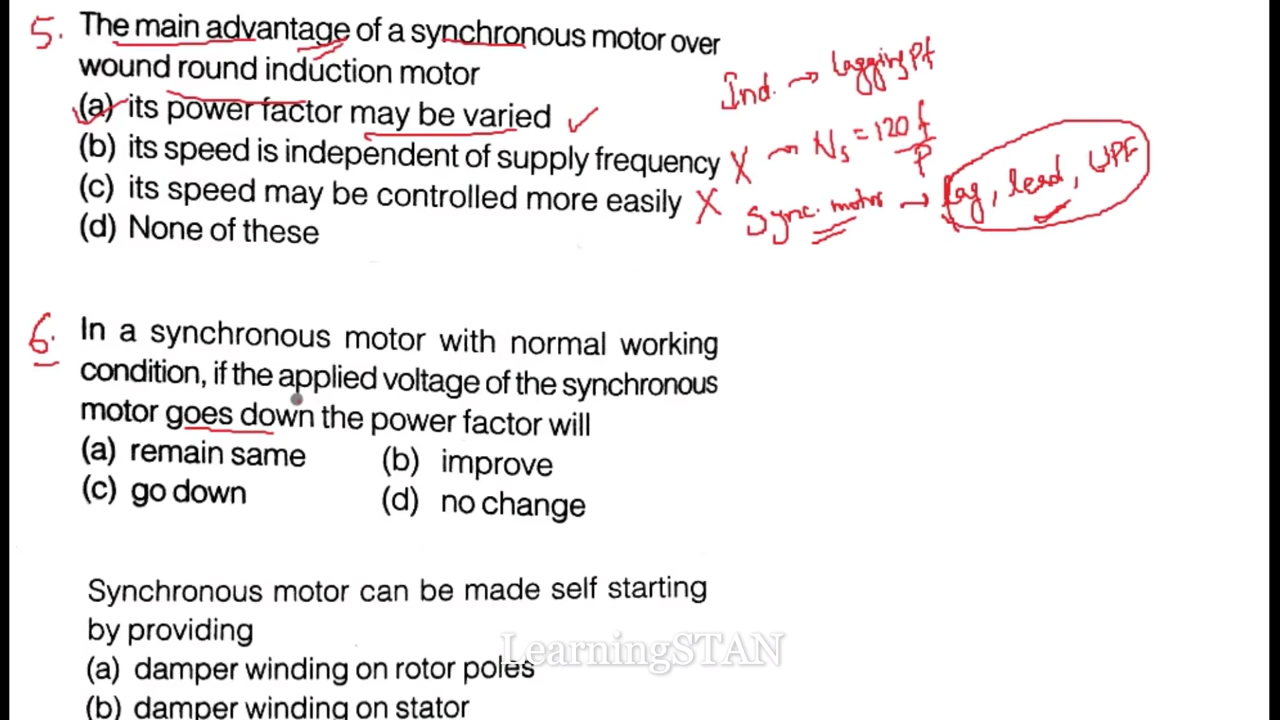 5. The main advantage of a synchronous motor over
wound round induction motor
(a) its power factor may be varied ✓
(b) its speed is independent of supply frequency X
(c) its speed may be controlled more easily X
(d) None of these
Ind. → lagging Pf
→ Ns = 120 f / P
Sync. motor → lag, lead, UPF
6. In a synchronous motor with normal working
condition, if the applied voltage of the synchronous
motor goes down the power factor will
(a) remain same (b) improve
(c) go down (d) no change
Synchronous motor can be made self starting
by providing
(a) damper winding on rotor poles
(b) damper winding on stator
LearningSTAN